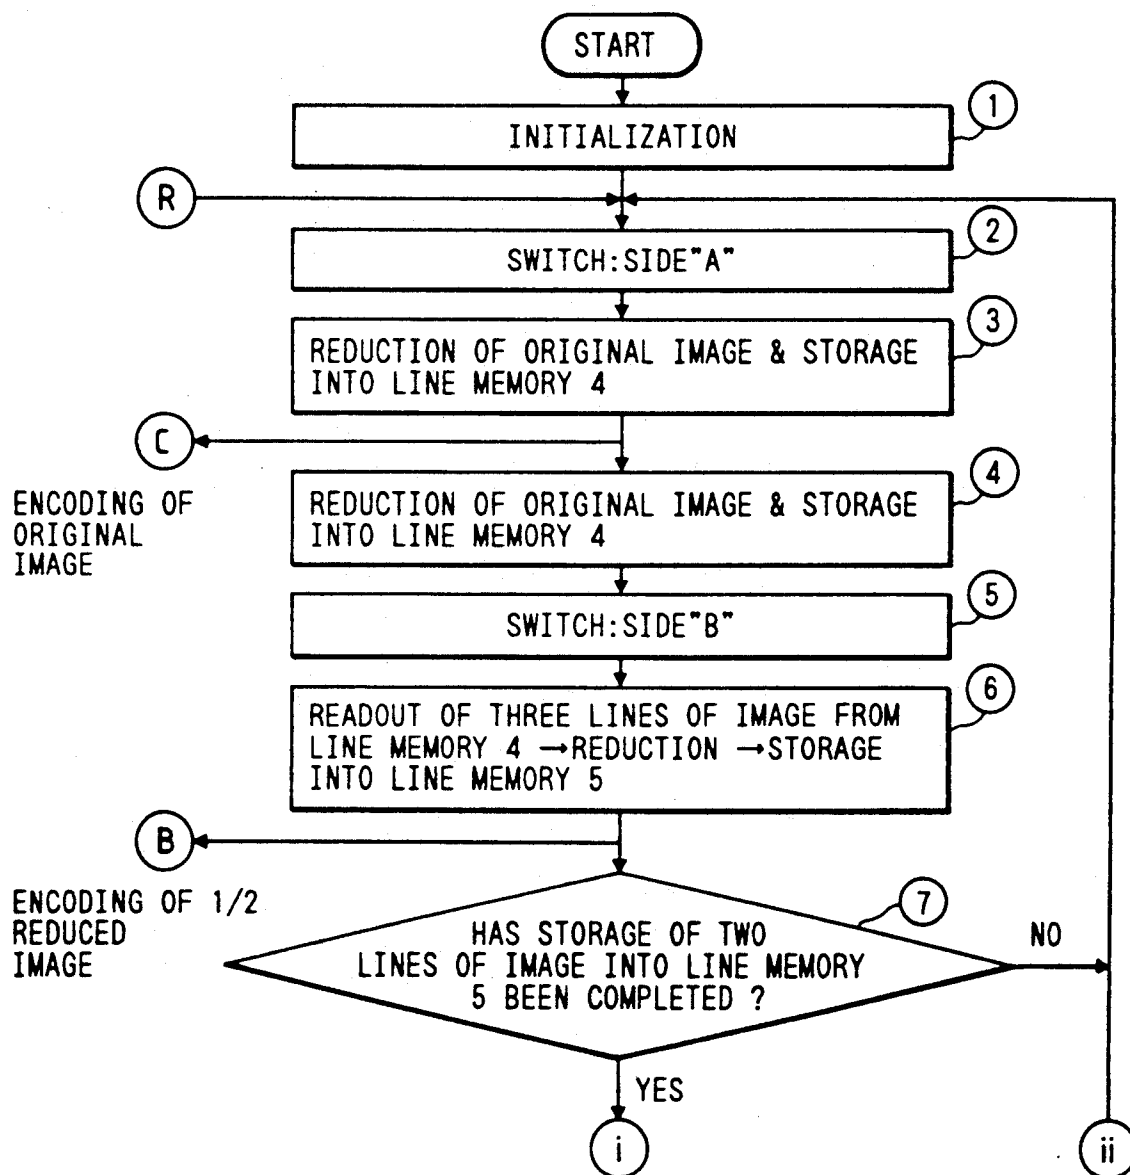 START
1
INITIALIZATION
R
2
SWITCH:SIDE"A"
3
REDUCTION OF ORIGINAL IMAGE & STORAGE
INTO LINE MEMORY 4
C
4
ENCODING OF
ORIGINAL
IMAGE
REDUCTION OF ORIGINAL IMAGE & STORAGE
INTO LINE MEMORY 4
5
SWITCH:SIDE"B"
6
READOUT OF THREE LINES OF IMAGE FROM
LINE MEMORY 4 →REDUCTION →STORAGE
INTO LINE MEMORY 5
B
ENCODING OF 1/2
REDUCED
IMAGE
7
HAS STORAGE OF TWO
LINES OF IMAGE INTO LINE MEMORY
5 BEEN COMPLETED ?
NO
YES
i
ii